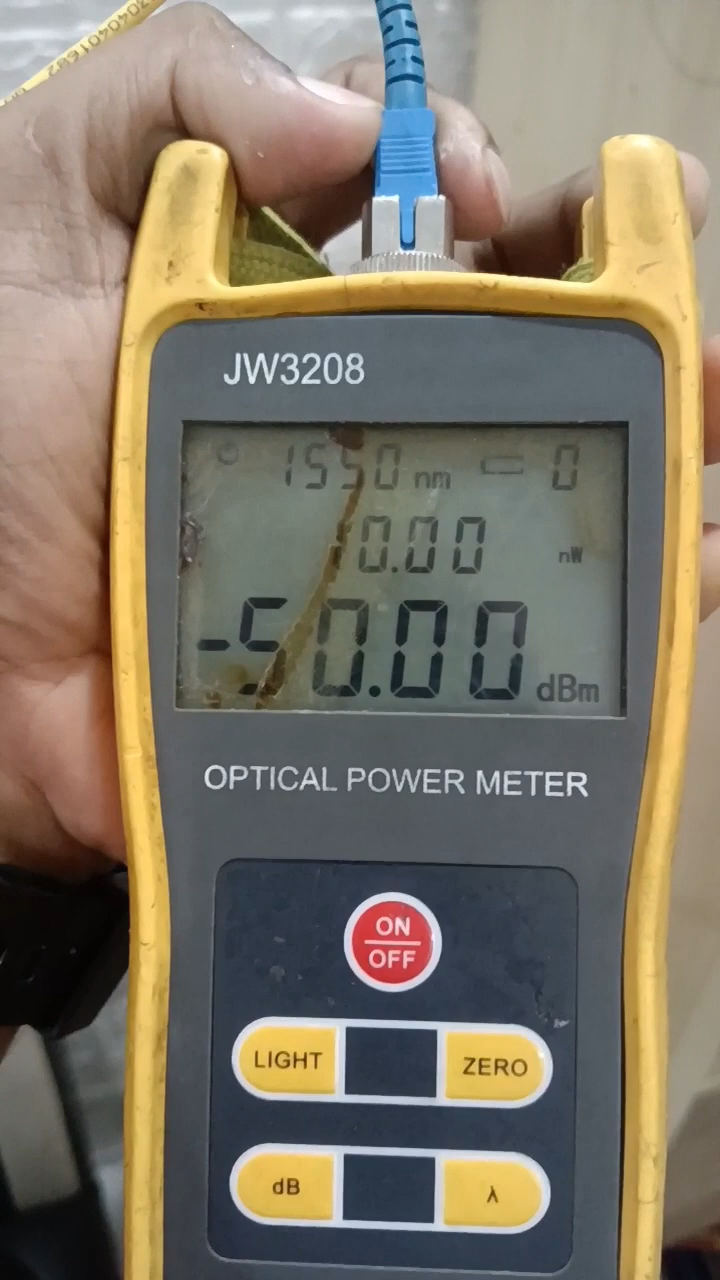 JW3208
1550 nm 0
10.00 nW
-50.00 dBm
OPTICAL POWER METER
ON
OFF
LIGHT
ZERO
dB
λ